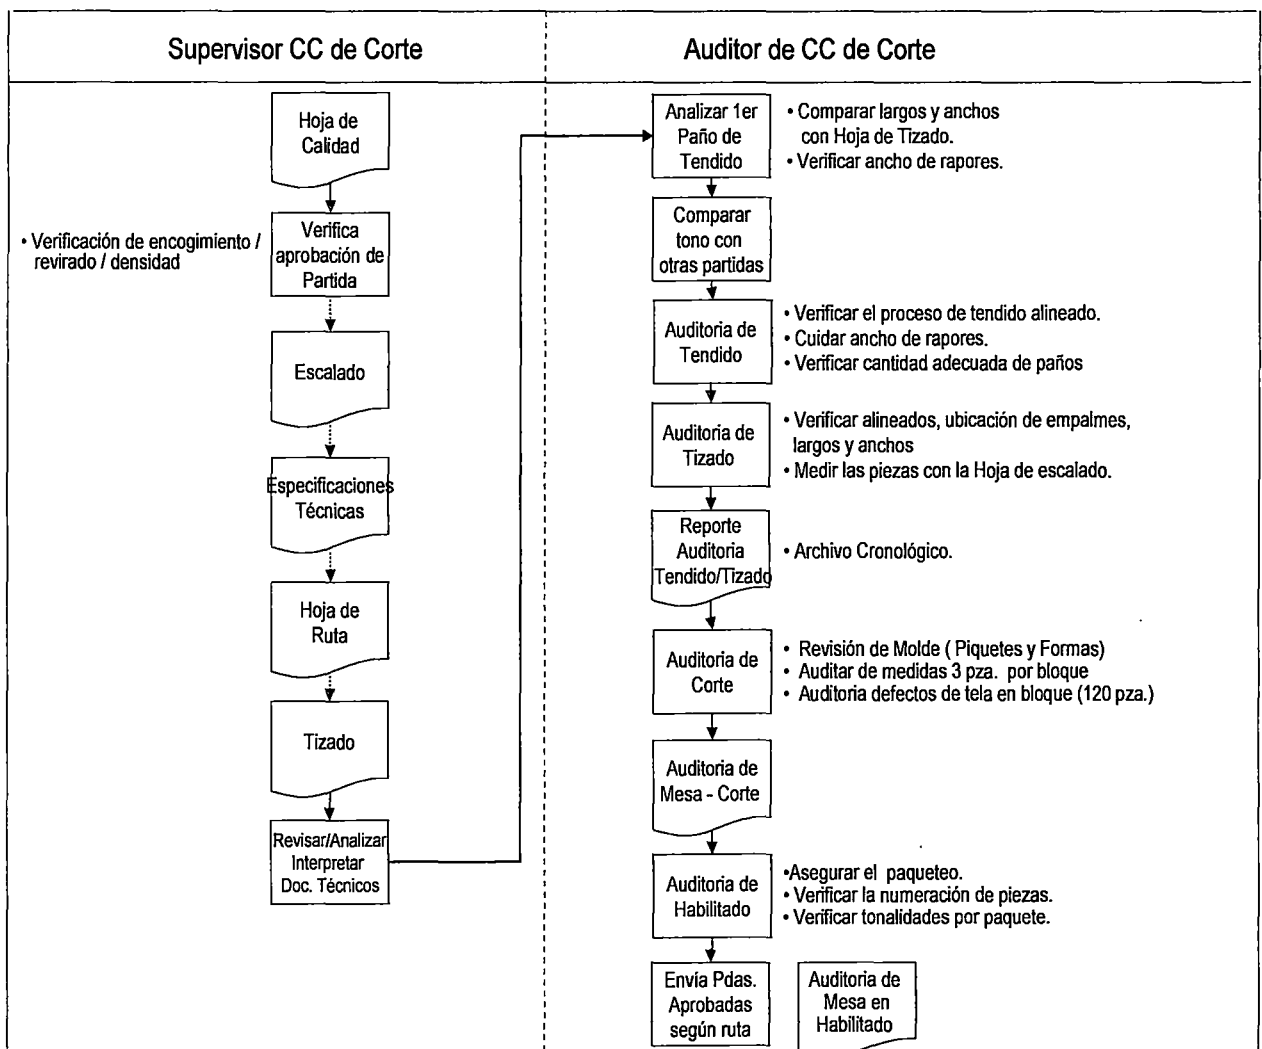 Supervisor CC de Corte
Hoja de
Calidad
• Verificación de encogimiento /
revirado / densidad
Verifica
aprobación de
Partida
Escalado
Especificaciones
Técnicas
Hoja de
Ruta
Tizado
Revisar/Analizar
Interpretar
Doc. Técnicos
Auditor de CC de Corte
Analizar 1er
Paño de
Tendido
• Comparar largos y anchos
con Hoja de Tizado.
• Verificar ancho de rapores.
Comparar
tono con
otras partidas
Auditoria de
Tendido
• Verificar el proceso de tendido alineado.
• Cuidar ancho de rapores.
• Verificar cantidad adecuada de paños
Auditoria de
Tizado
• Verificar alineados, ubicación de empalmes,
largos y anchos
• Medir las piezas con la Hoja de escalado.
Reporte
Auditoria
Tendido/Tizado
• Archivo Cronológico.
Auditoria de
Corte
• Revisión de Molde ( Piquetes y Formas)
• Auditar de medidas 3 pza. por bloque
• Auditoria defectos de tela en bloque (120 pza.)
Auditoria de
Mesa - Corte
Auditoria de
Habilitado
•Asegurar el paqueteo.
• Verificar la numeración de piezas.
• Verificar tonalidades por paquete.
Envía Pdas.
Aprobadas
según ruta
Auditoria de
Mesa en
Habilitado